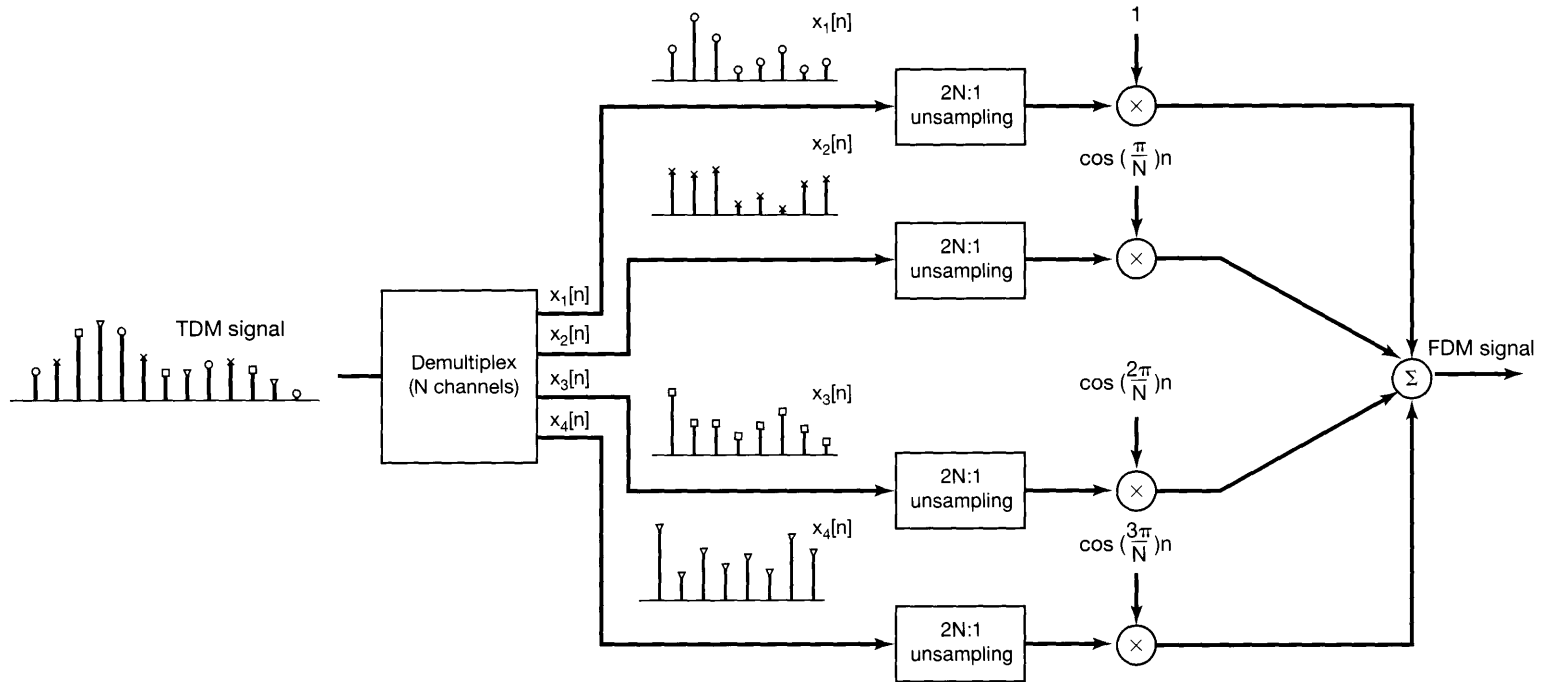 x₁[n]
1
2N:1
unsampling
x₂[n]
cos (π/N)n
2N:1
unsampling
TDM signal
Demultiplex
(N channels)
x₁[n]
x₂[n]
x₃[n]
x₄[n]
FDM signal
Σ
x₃[n]
cos (2π/N)n
2N:1
unsampling
x₄[n]
cos (3π/N)n
2N:1
unsampling